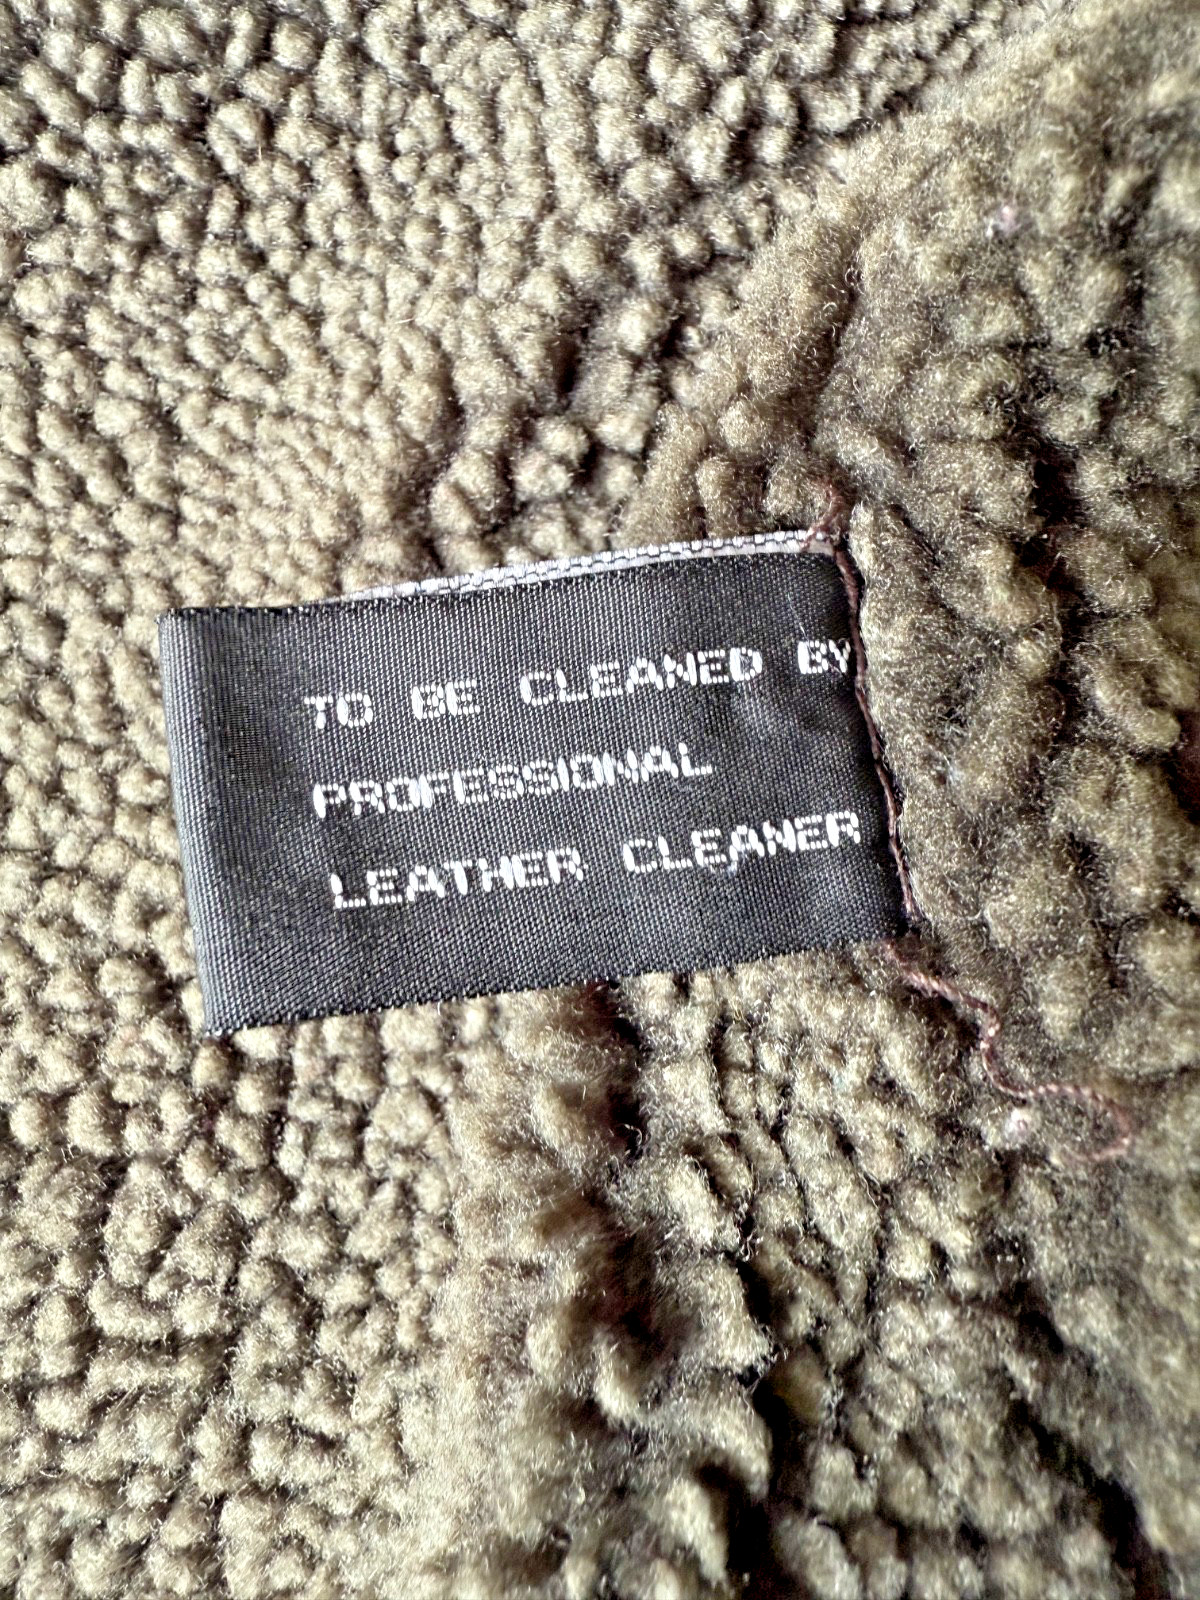 TO BE CLEANED BY
PROFESSIONAL
LEATHER CLEANER